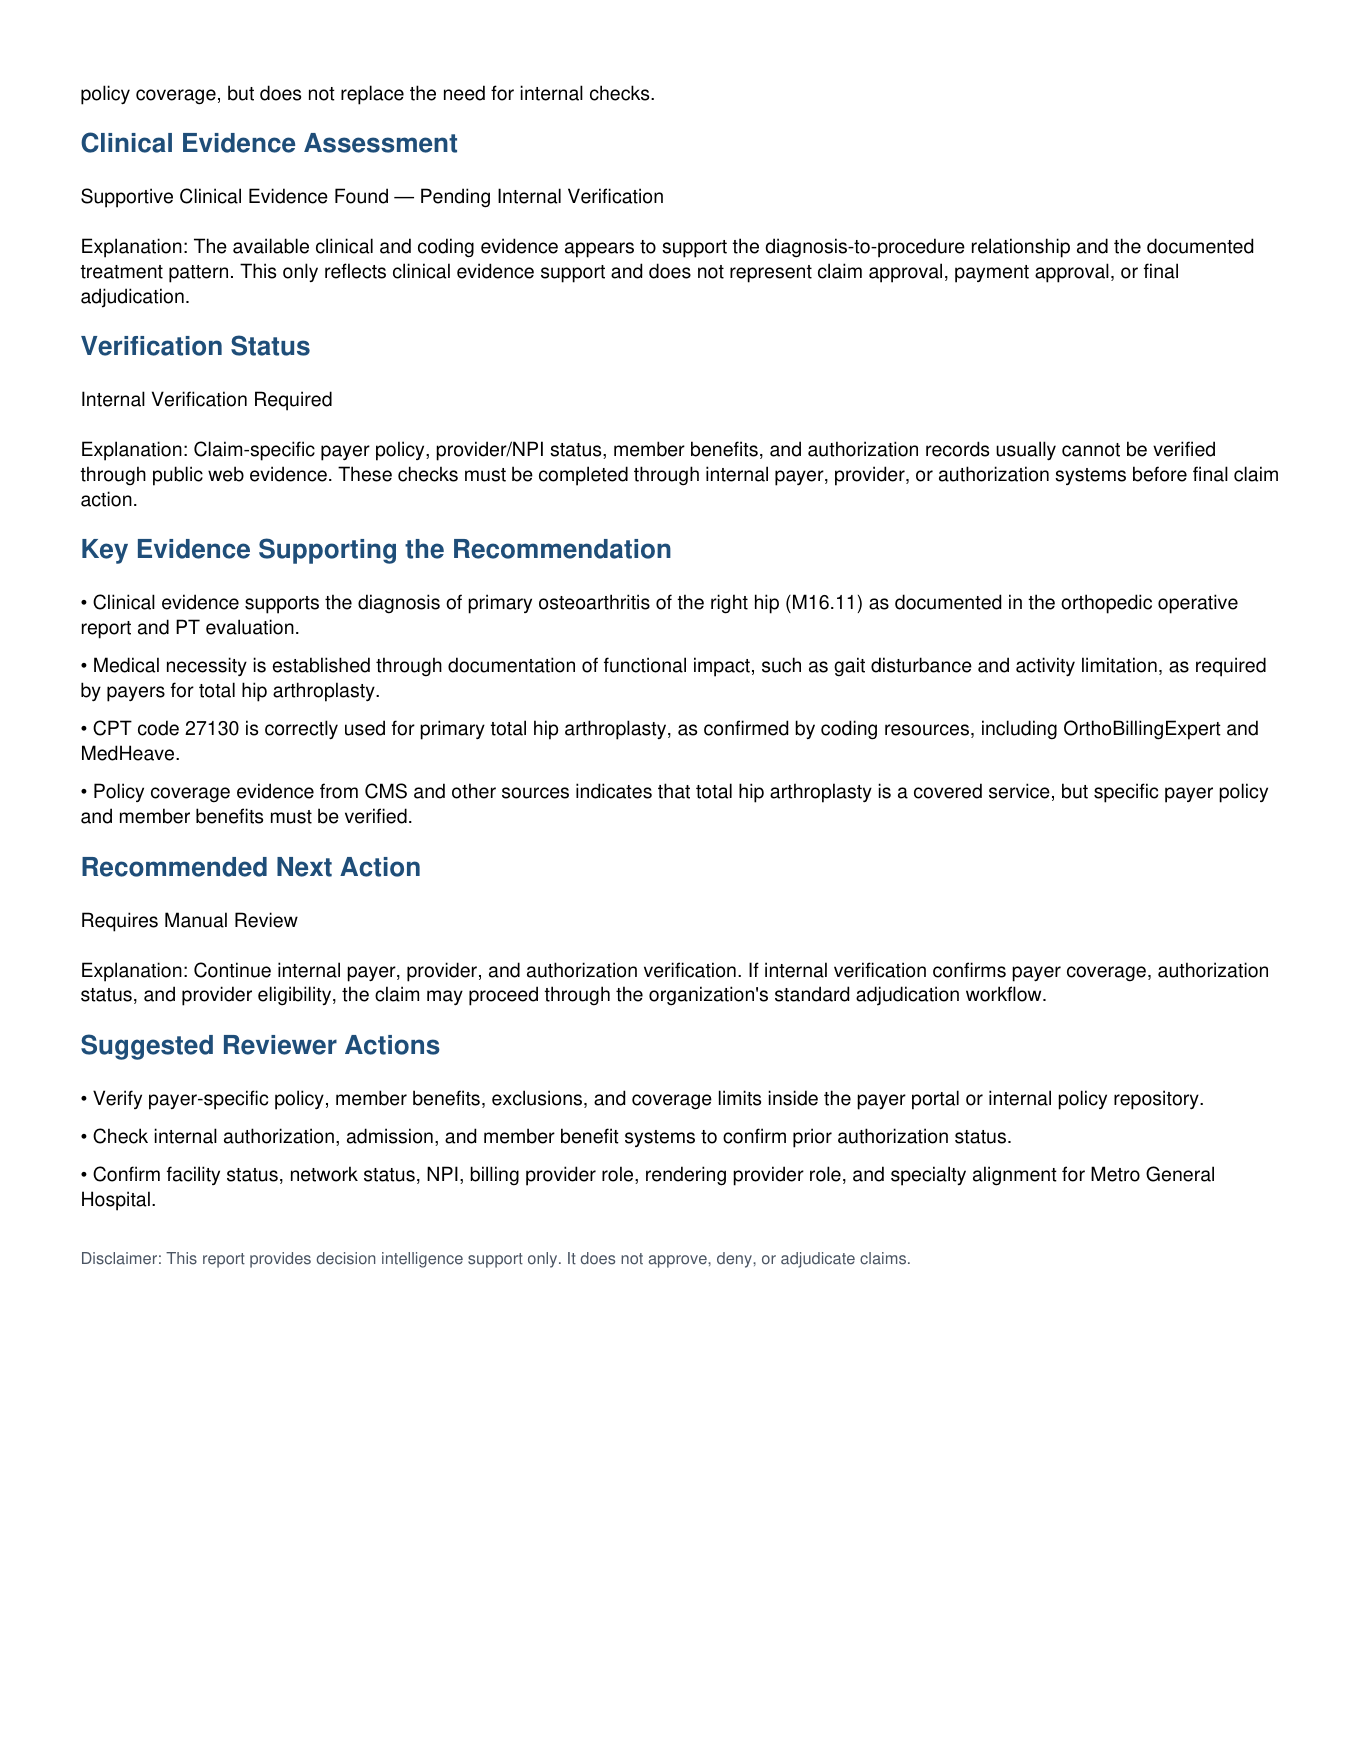 policy coverage, but does not replace the need for internal checks.
Clinical Evidence Assessment
Supportive Clinical Evidence Found — Pending Internal Verification
Explanation: The available clinical and coding evidence appears to support the diagnosis-to-procedure relationship and the documented
treatment pattern. This only reflects clinical evidence support and does not represent claim approval, payment approval, or final
adjudication.
Verification Status
Internal Verification Required
Explanation: Claim-specific payer policy, provider/NPI status, member benefits, and authorization records usually cannot be verified
through public web evidence. These checks must be completed through internal payer, provider, or authorization systems before final claim
action.
Key Evidence Supporting the Recommendation
• Clinical evidence supports the diagnosis of primary osteoarthritis of the right hip (M16.11) as documented in the orthopedic operative
report and PT evaluation.
• Medical necessity is established through documentation of functional impact, such as gait disturbance and activity limitation, as required
by payers for total hip arthroplasty.
• CPT code 27130 is correctly used for primary total hip arthroplasty, as confirmed by coding resources, including OrthoBillingExpert and
MedHeave.
• Policy coverage evidence from CMS and other sources indicates that total hip arthroplasty is a covered service, but specific payer policy
and member benefits must be verified.
Recommended Next Action
Requires Manual Review
Explanation: Continue internal payer, provider, and authorization verification. If internal verification confirms payer coverage, authorization
status, and provider eligibility, the claim may proceed through the organization's standard adjudication workflow.
Suggested Reviewer Actions
• Verify payer-specific policy, member benefits, exclusions, and coverage limits inside the payer portal or internal policy repository.
• Check internal authorization, admission, and member benefit systems to confirm prior authorization status.
• Confirm facility status, network status, NPI, billing provider role, rendering provider role, and specialty alignment for Metro General
Hospital.
Disclaimer: This report provides decision intelligence support only. It does not approve, deny, or adjudicate claims.